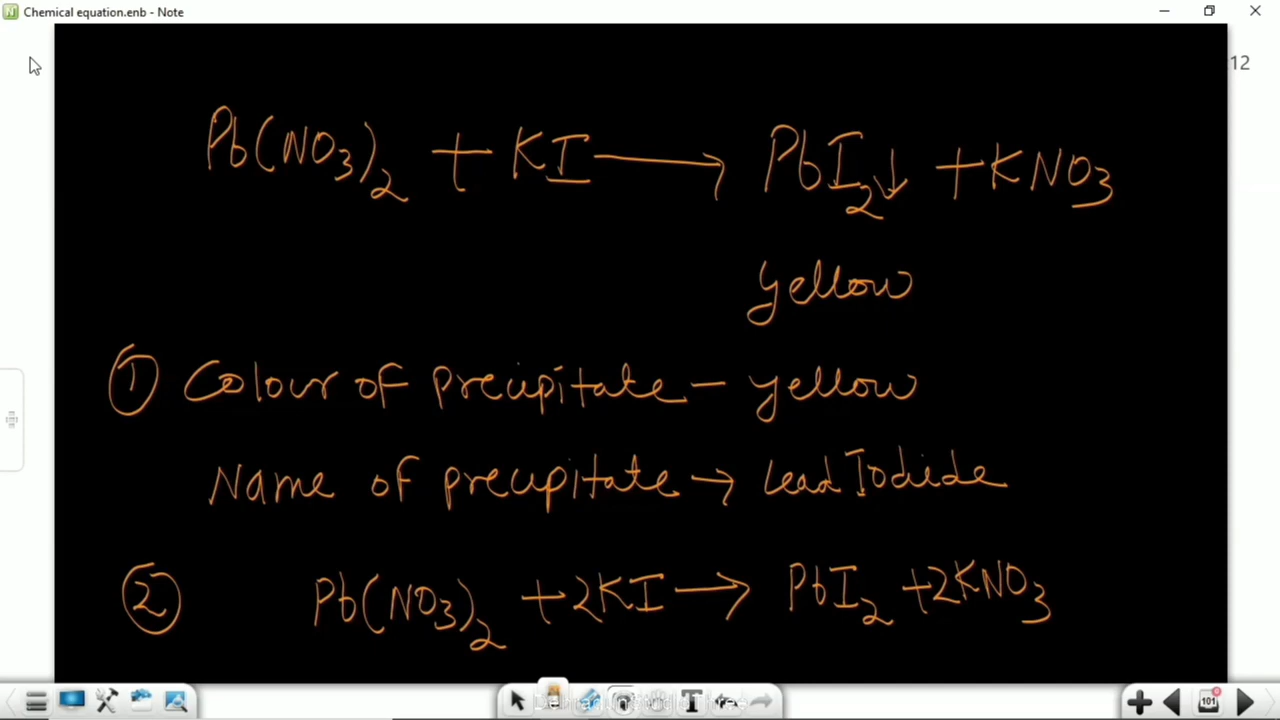 Chemical equation.enb - Note
12
Pb(NO₃)₂ + KI → PbI₂↓ + KNO₃
yellow
① Colour of precipitate – yellow
Name of precipitate → Lead Iodide
② Pb(NO₃)₂ + 2KI → PbI₂ + 2KNO₃
T
101